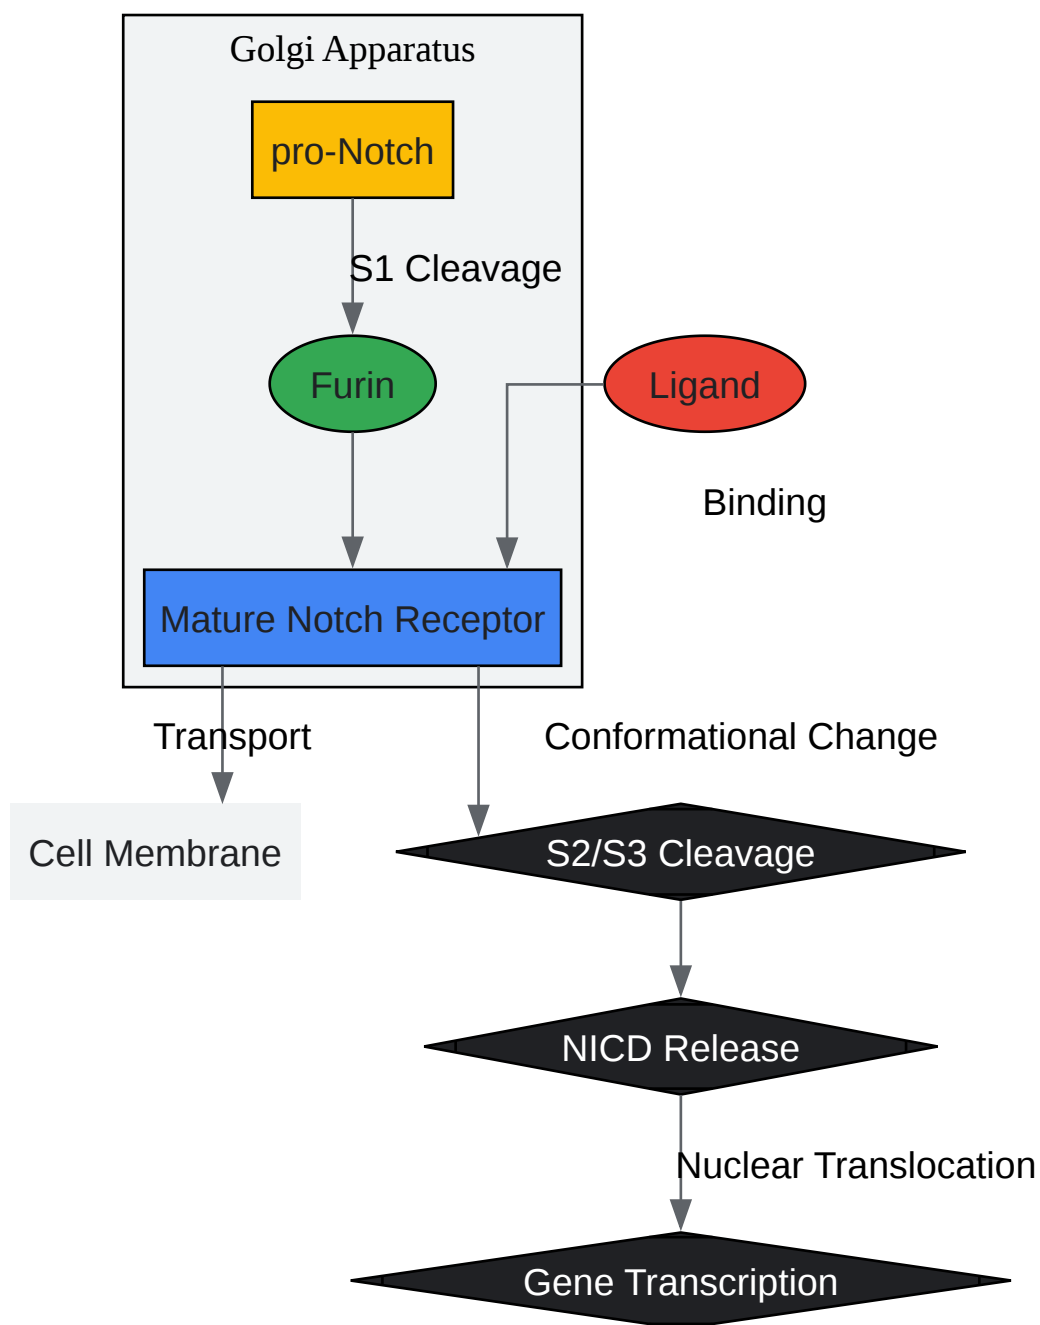 Golgi Apparatus
pro-Notch
S1 Cleavage
Furin
Ligand
Binding
Mature Notch Receptor
Transport
Conformational Change
Cell Membrane
S2/S3 Cleavage
NICD Release
Nuclear Translocation
Gene Transcription